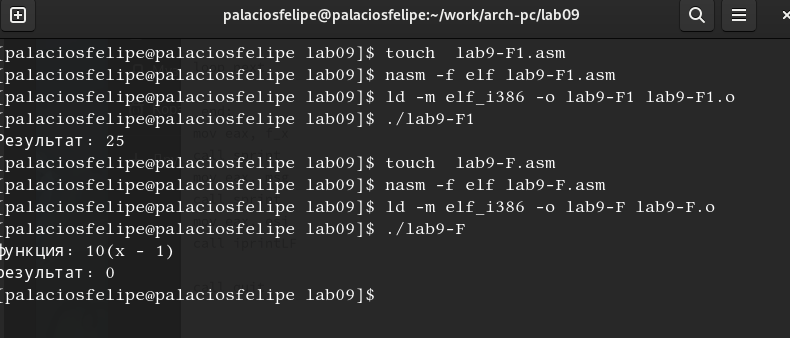 palaciosfelipe@palaciosfelipe:~/work/arch-pc/lab09
[palaciosfelipe@palaciosfelipe lab09]$ touch  lab9-F1.asm
[palaciosfelipe@palaciosfelipe lab09]$ nasm -f elf lab9-F1.asm
[palaciosfelipe@palaciosfelipe lab09]$ ld -m elf_i386 -o lab9-F1 lab9-F1.o
[palaciosfelipe@palaciosfelipe lab09]$ ./lab9-F1
Результат: 25
[palaciosfelipe@palaciosfelipe lab09]$ touch  lab9-F.asm
[palaciosfelipe@palaciosfelipe lab09]$ nasm -f elf lab9-F.asm
[palaciosfelipe@palaciosfelipe lab09]$ ld -m elf_i386 -o lab9-F lab9-F.o
[palaciosfelipe@palaciosfelipe lab09]$ ./lab9-F
функция: 10(x - 1)
результат: 0
[palaciosfelipe@palaciosfelipe lab09]$